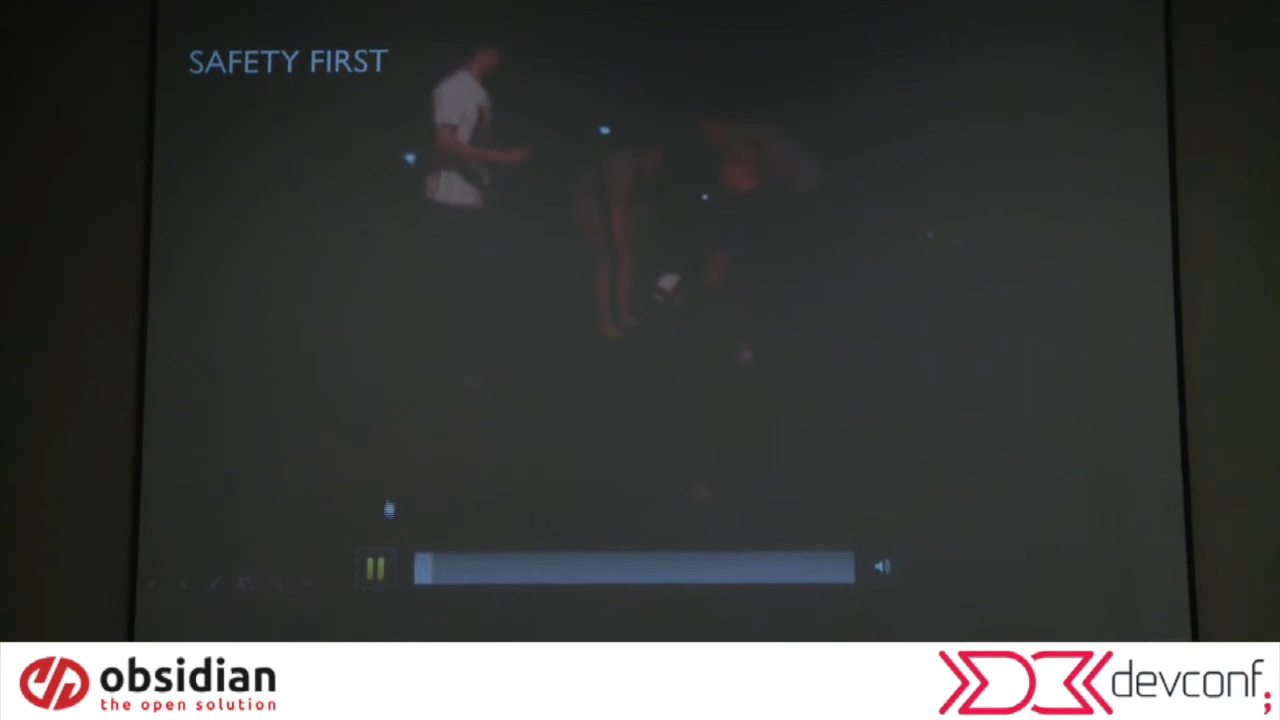 SAFETY FIRST
obsidian
the open solution
devconf;